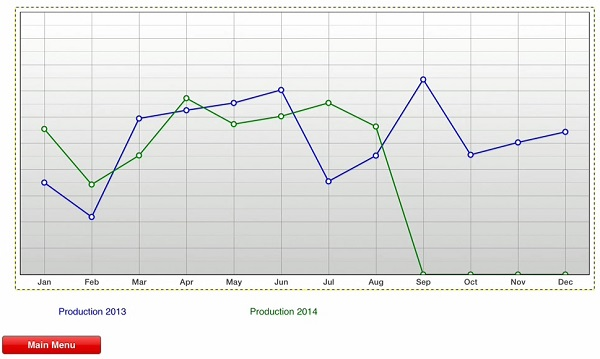 Jan Feb Mar Apr May Jun Jul Aug Sep Oct Nov Dec
Production 2013 Production 2014
Main Menu